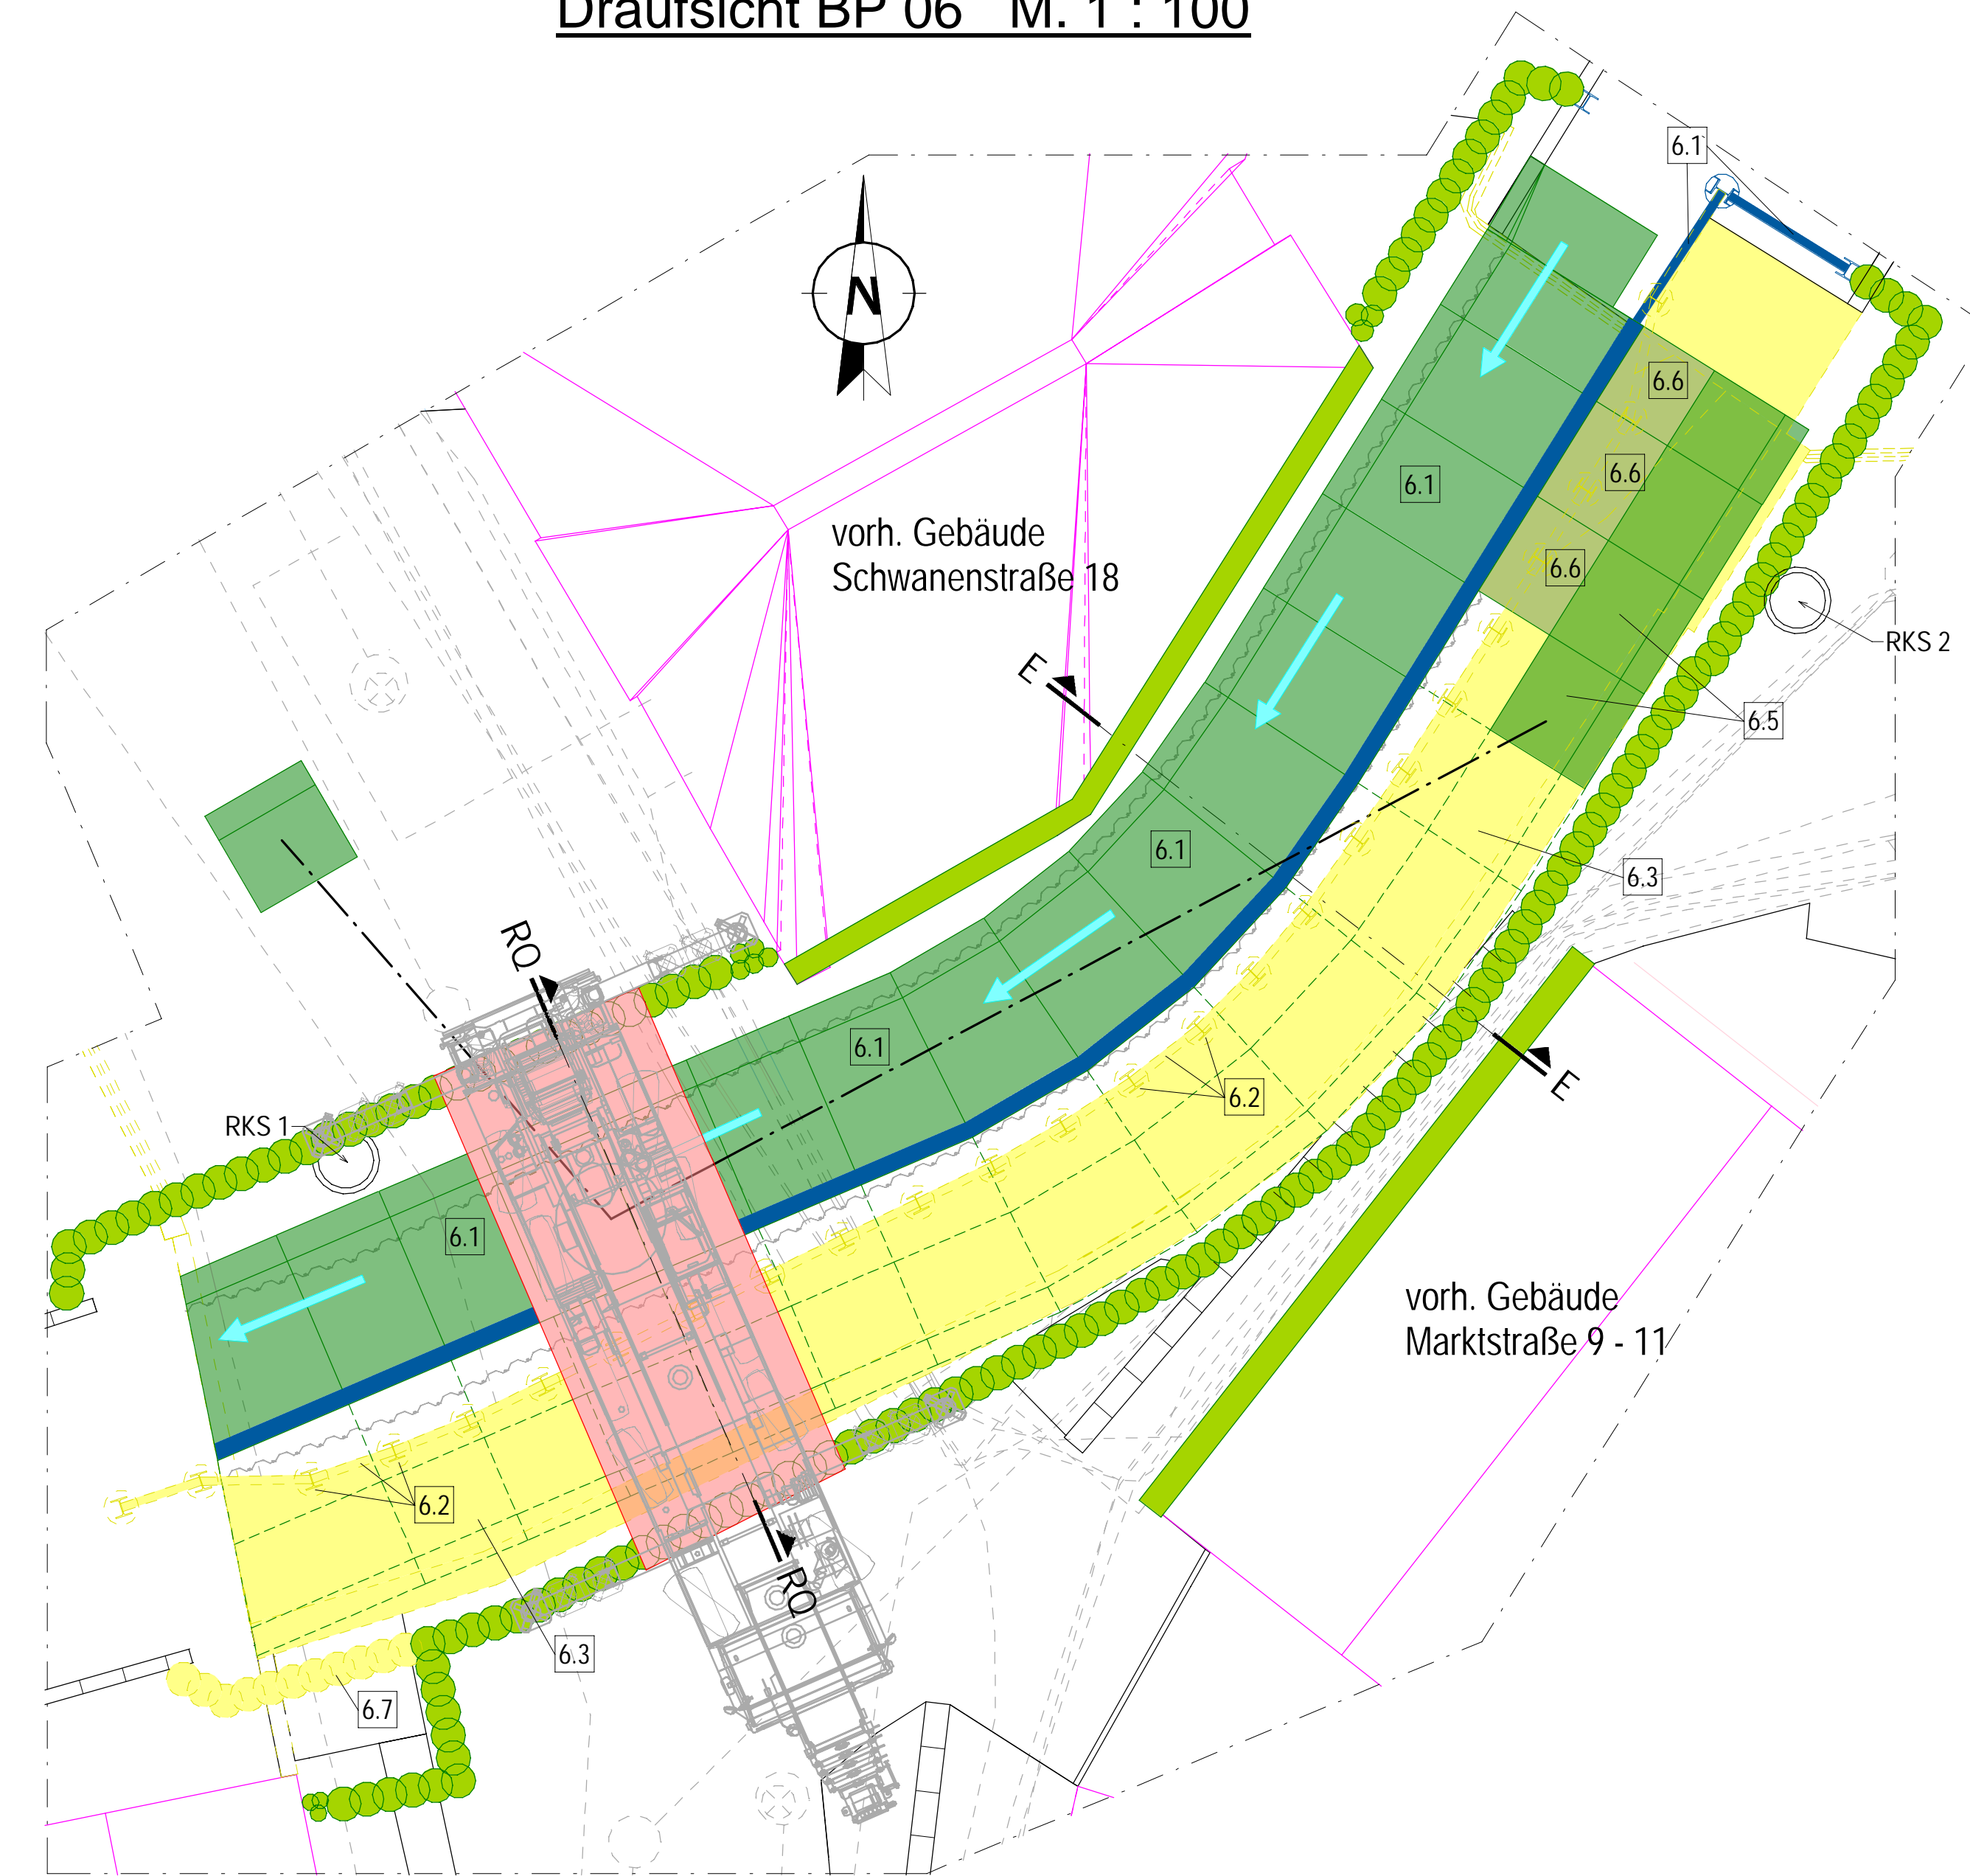 Draufsicht BP 06 M. 1 : 100
6.1
N
6.6
6.6
6.1
vorh. Gebäude
Schwanenstraße 18
6.6
RKS 2
E
6.5
6.1
6.3
RQ
6.1
E
6.2
RKS 1
6.1
vorh. Gebäude
Marktstraße 9 - 11
6.2
RQ
6.3
6.7